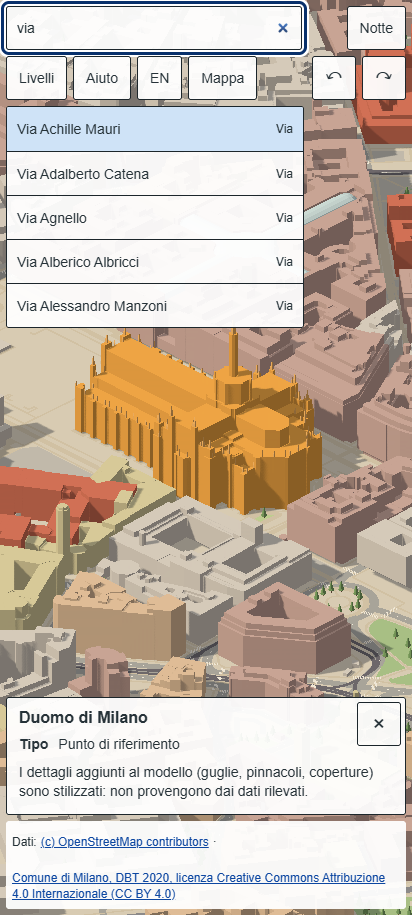 via ×
Notte
Livelli Aiuto EN Mappa
Via Achille Mauri Via
Via Adalberto Catena Via
Via Agnello Via
Via Alberico Albricci Via
Via Alessandro Manzoni Via
Duomo di Milano ×
Tipo Punto di riferimento
I dettagli aggiunti al modello (guglie, pinnacoli, coperture)
sono stilizzati: non provengono dai dati rilevati.
Dati: (c) OpenStreetMap contributors ·
Comune di Milano, DBT 2020, licenza Creative Commons Attribuzione
4.0 Internazionale (CC BY 4.0)